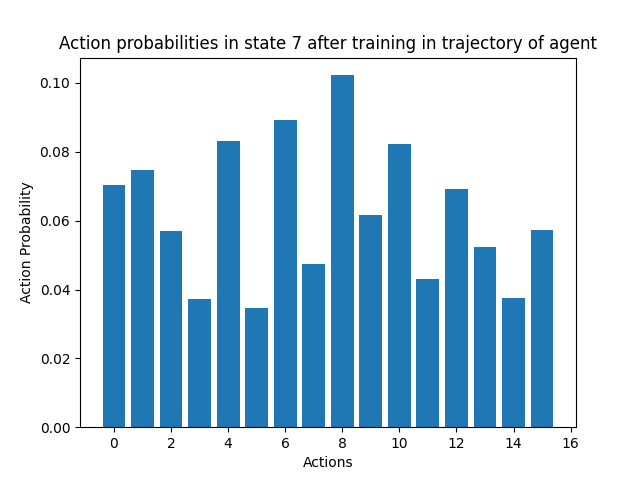 Action probabilities in state 7 after training in trajectory of agent
0.10
0.08
0.06
0.04
0.02
0.00
Action Probability
0 2 4 6 8 10 12 14 16
Actions